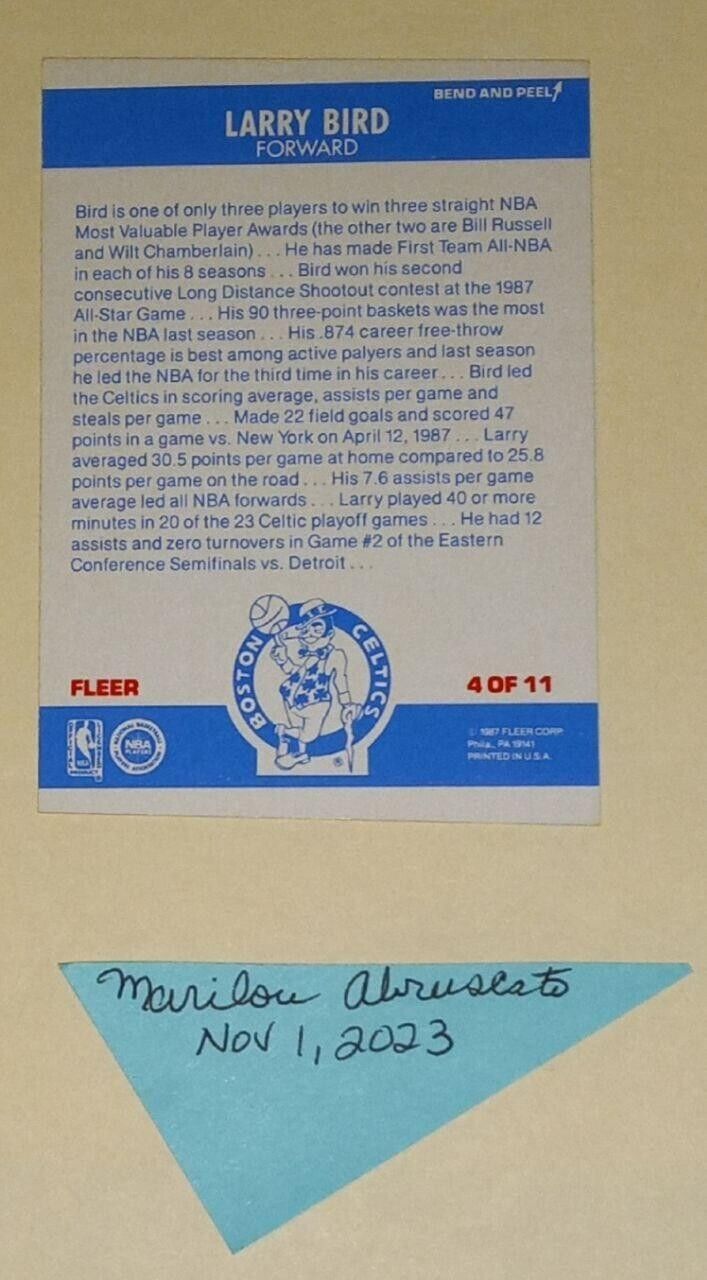 BEND AND PEEL
LARRY BIRD
FORWARD
Bird is one of only three players to win three straight NBA
Most Valuable Player Awards (the other two are Bill Russell
and Wilt Chamberlain) . . . He has made First Team All-NBA
in each of his 8 seasons . . . Bird won his second
consecutive Long Distance Shootout contest at the 1987
All-Star Game . . . His 90 three-point baskets was the most
in the NBA last season . . . His .874 career free-throw
percentage is best among active palyers and last season
he led the NBA for the third time in his career . . . Bird led
the Celtics in scoring average, assists per game and
steals per game . . . Made 22 field goals and scored 47
points in a game vs. New York on April 12, 1987 . . . Larry
averaged 30.5 points per game at home compared to 25.8
points per game on the road . . . His 7.6 assists per game
average led all NBA forwards . . . Larry played 40 or more
minutes in 20 of the 23 Celtic playoff games . . . He had 12
assists and zero turnovers in Game #2 of the Eastern
Conference Semifinals vs. Detroit . . .
BOSTON CELTICS
FLEER
4 OF 11
NBA
PLAYERS
®
© 1987 FLEER CORP.
Phila., PA 19141
PRINTED IN U.S.A.
Marilou Abruscato
Nov 1, 2023